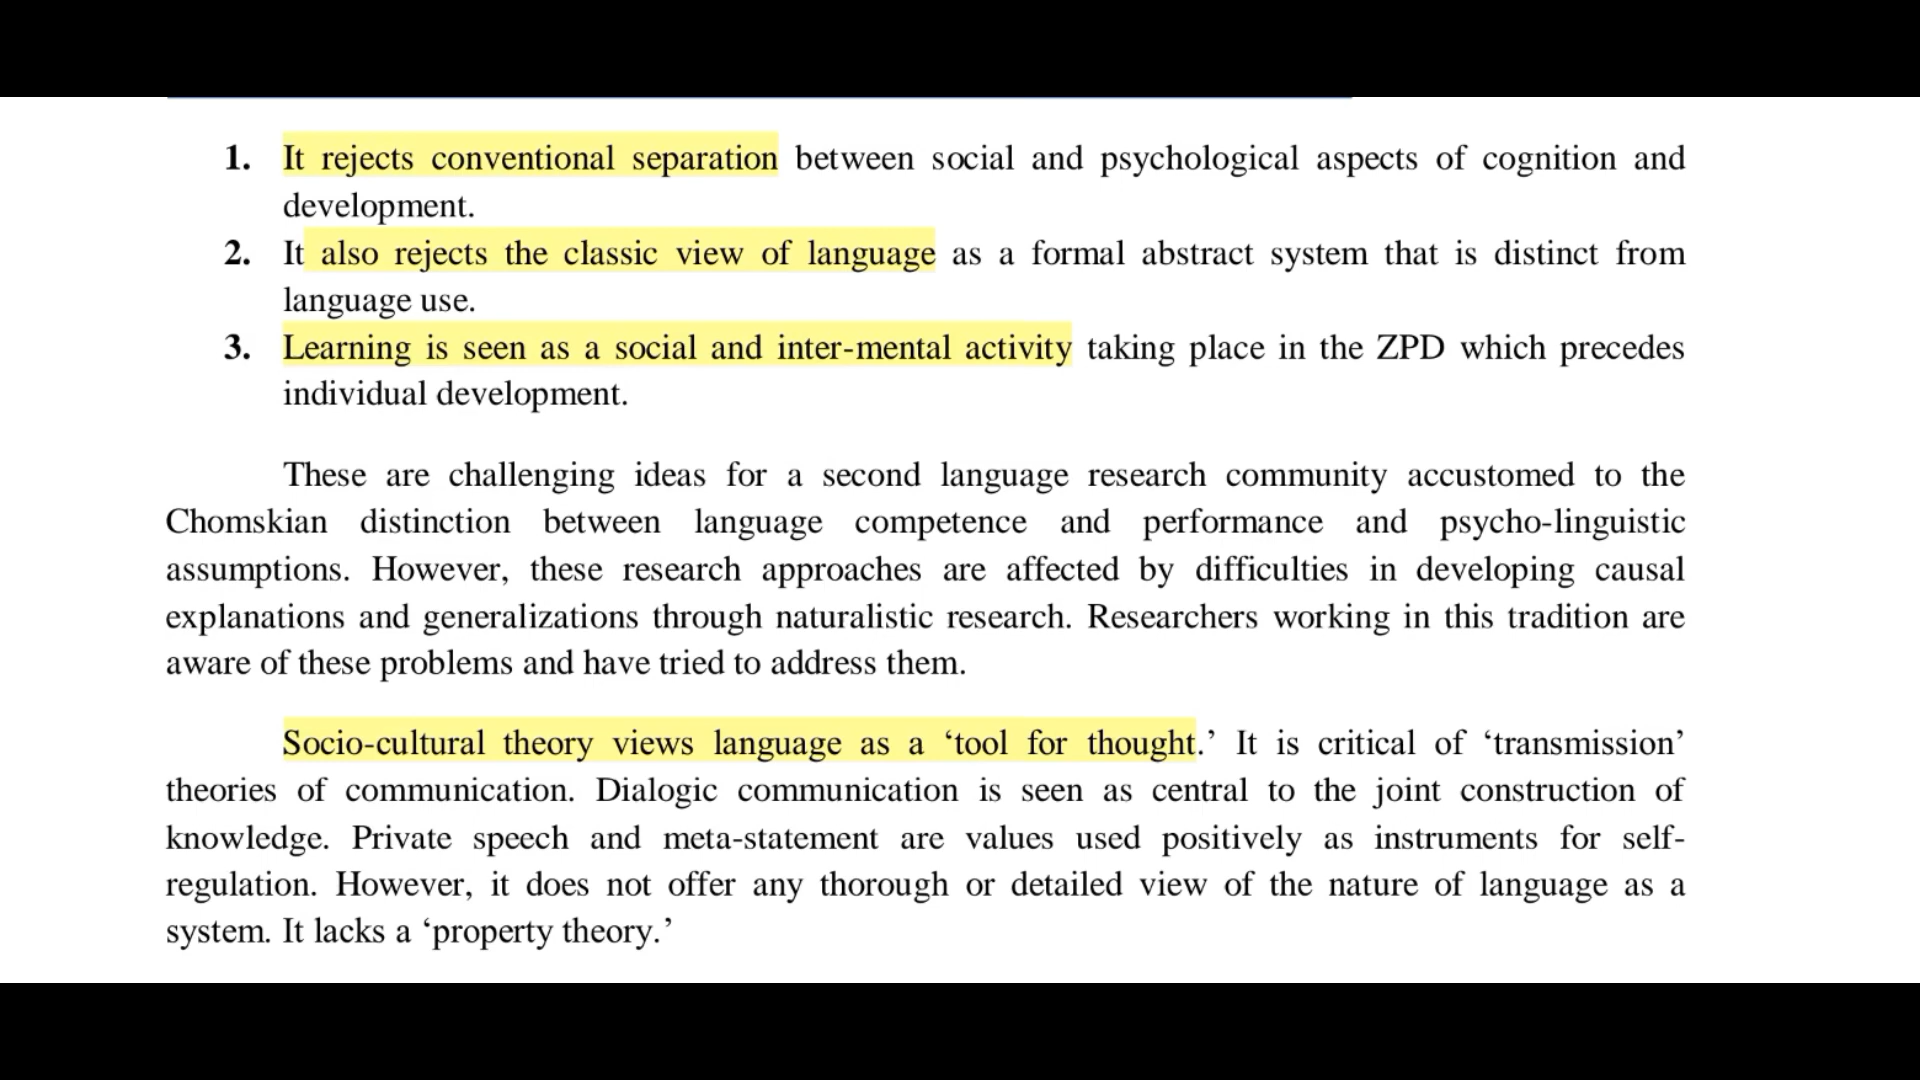 1. It rejects conventional separation between social and psychological aspects of cognition and
development.
2. It also rejects the classic view of language as a formal abstract system that is distinct from
language use.
3. Learning is seen as a social and inter-mental activity taking place in the ZPD which precedes
individual development.
These are challenging ideas for a second language research community accustomed to the
Chomskian distinction between language competence and performance and psycho-linguistic
assumptions. However, these research approaches are affected by difficulties in developing causal
explanations and generalizations through naturalistic research. Researchers working in this tradition are
aware of these problems and have tried to address them.
Socio-cultural theory views language as a ‘tool for thought.’ It is critical of ‘transmission’
theories of communication. Dialogic communication is seen as central to the joint construction of
knowledge. Private speech and meta-statement are values used positively as instruments for self-
regulation. However, it does not offer any thorough or detailed view of the nature of language as a
system. It lacks a ‘property theory.’